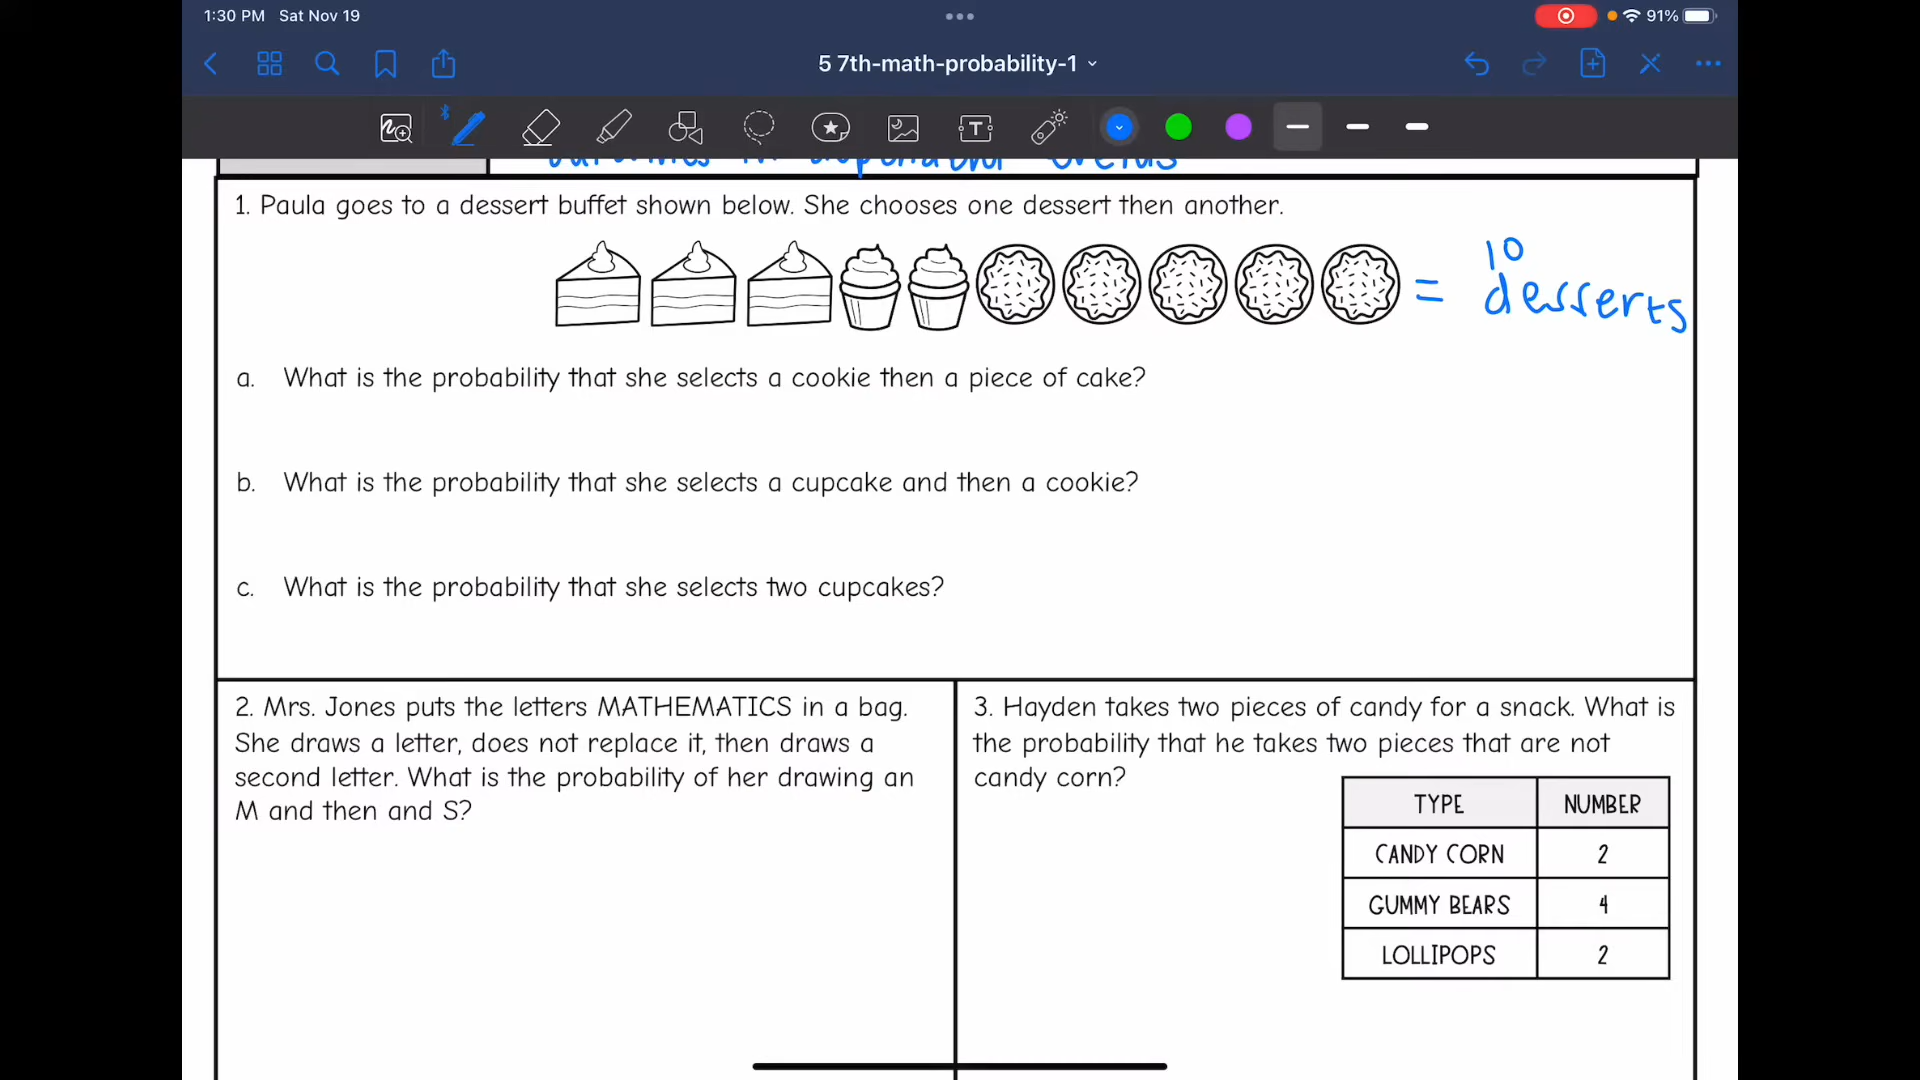 1:30 PM Sat Nov 19
91%
5 7th-math-probability-1
in dependent events
1. Paula goes to a dessert buffet shown below. She chooses one dessert then another.
= 10 desserts
a. What is the probability that she selects a cookie then a piece of cake?
b. What is the probability that she selects a cupcake and then a cookie?
c. What is the probability that she selects two cupcakes?
2. Mrs. Jones puts the letters MATHEMATICS in a bag.
She draws a letter, does not replace it, then draws a
second letter. What is the probability of her drawing an
M and then and S?
3. Hayden takes two pieces of candy for a snack. What is
the probability that he takes two pieces that are not
candy corn?
TYPE NUMBER
CANDY CORN 2
GUMMY BEARS 4
LOLLIPOPS 2